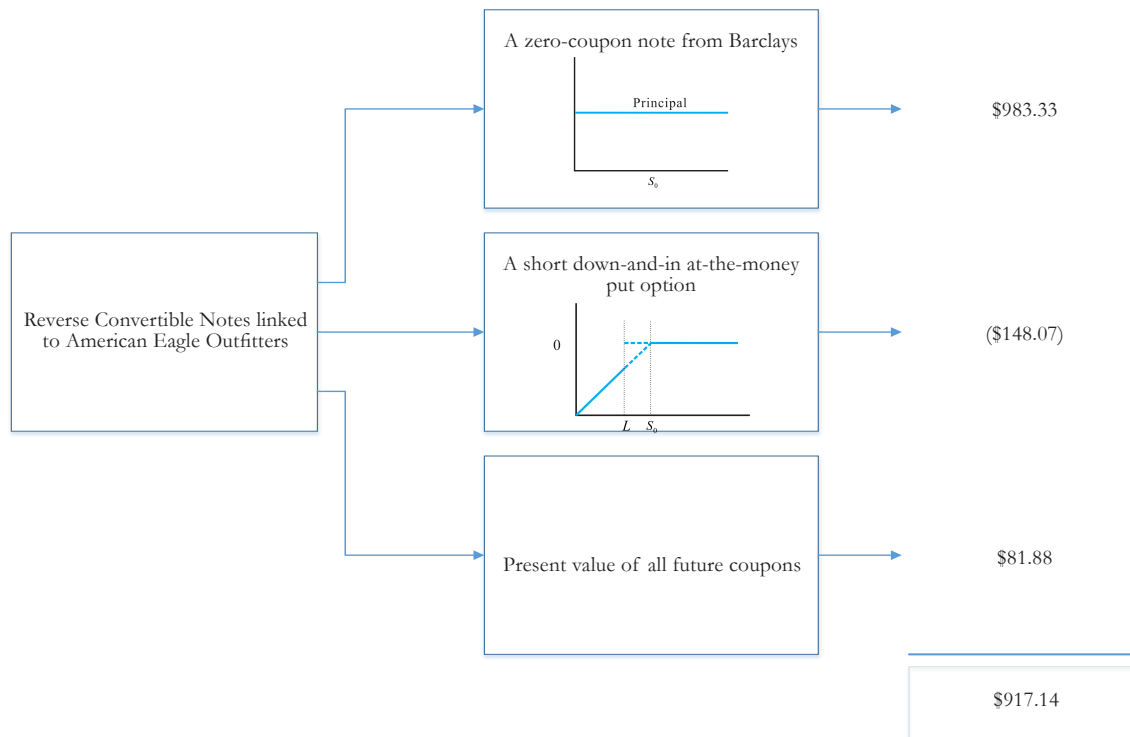 A zero-coupon note from Barclays
Principal
S₀
$983.33
Reverse Convertible Notes linked
to American Eagle Outfitters
A short down-and-in at-the-money
put option
0
L S₀
($148.07)
Present value of all future coupons
$81.88
$917.14